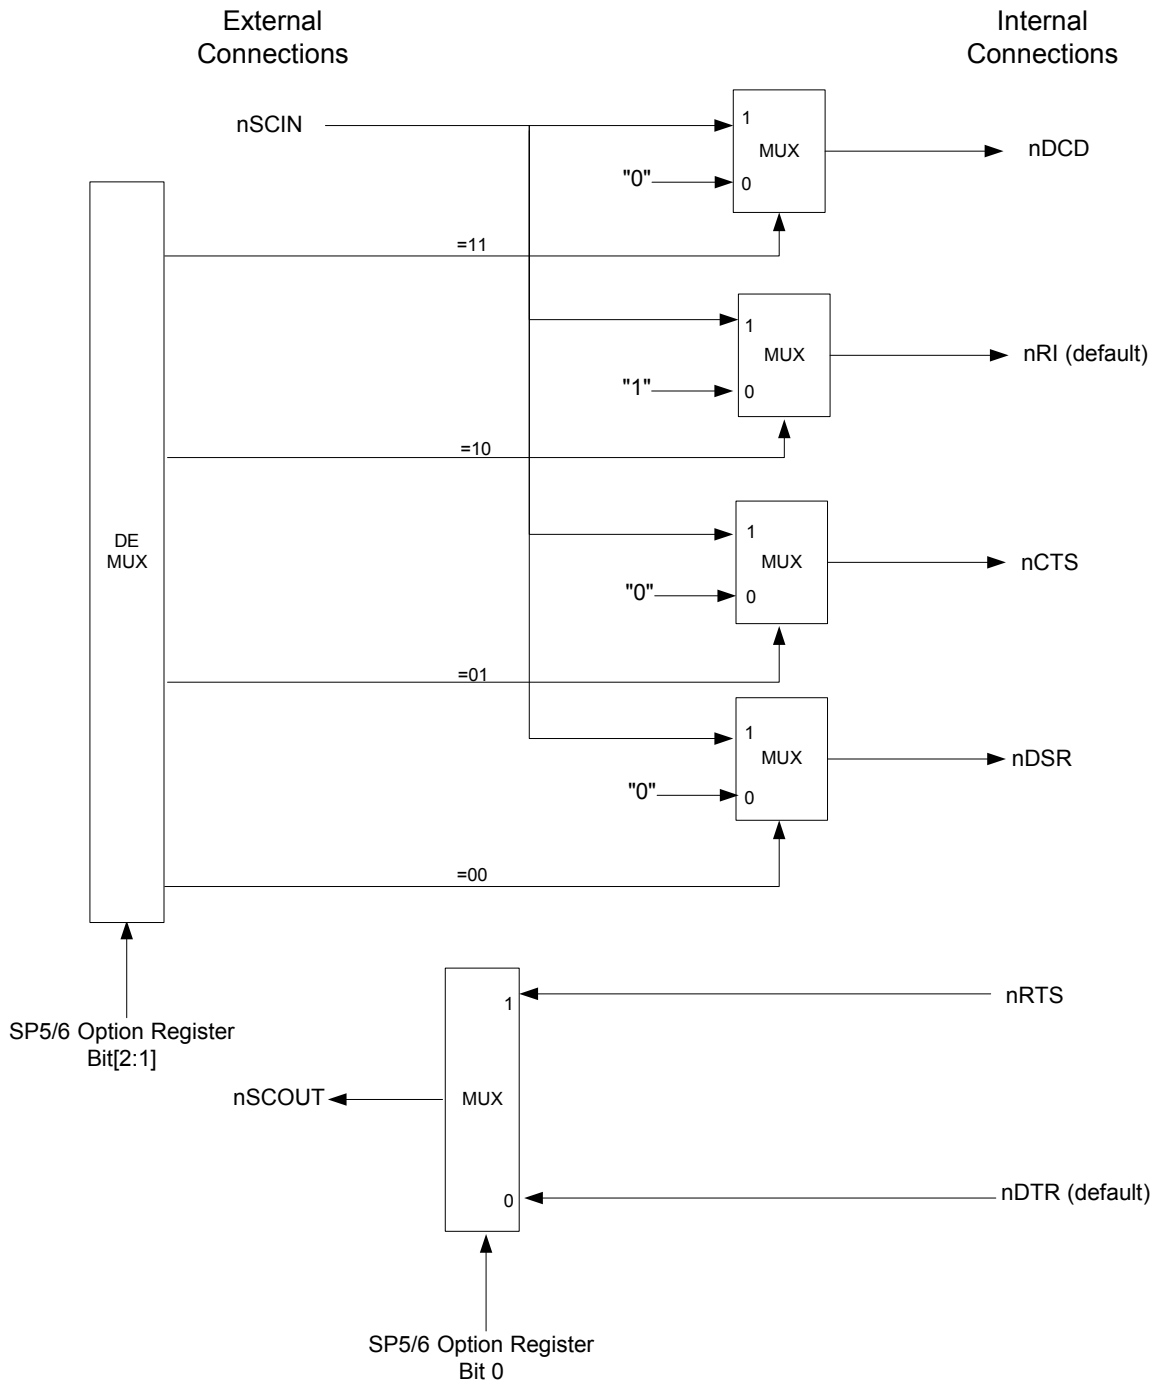 External
Connections
Internal
Connections
nSCIN
1
MUX
nDCD
"0"
0
=11
1
MUX
nRI (default)
"1"
0
=10
1
DE
MUX
MUX
nCTS
"0"
0
=01
1
MUX
nDSR
"0"
0
=00
nRTS
1
SP5/6 Option Register
Bit[2:1]
nSCOUT
MUX
nDTR (default)
0
SP5/6 Option Register
Bit 0